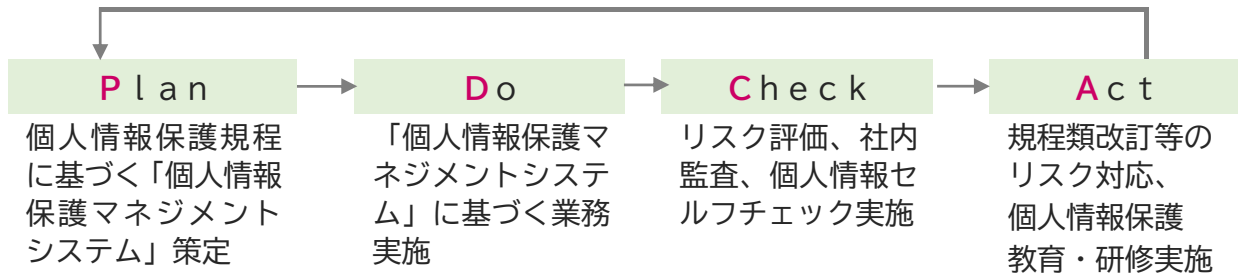 Plan
個人情報保護規程
に基づく「個人情報
保護マネジメント
システム」策定
Do
「個人情報保護マ
ネジメントシステ
ム」に基づく業務
実施
Check
リスク評価、社内
監査、個人情報セ
ルフチェック実施
Act
規程類改訂等の
リスク対応、
個人情報保護
教育・研修実施